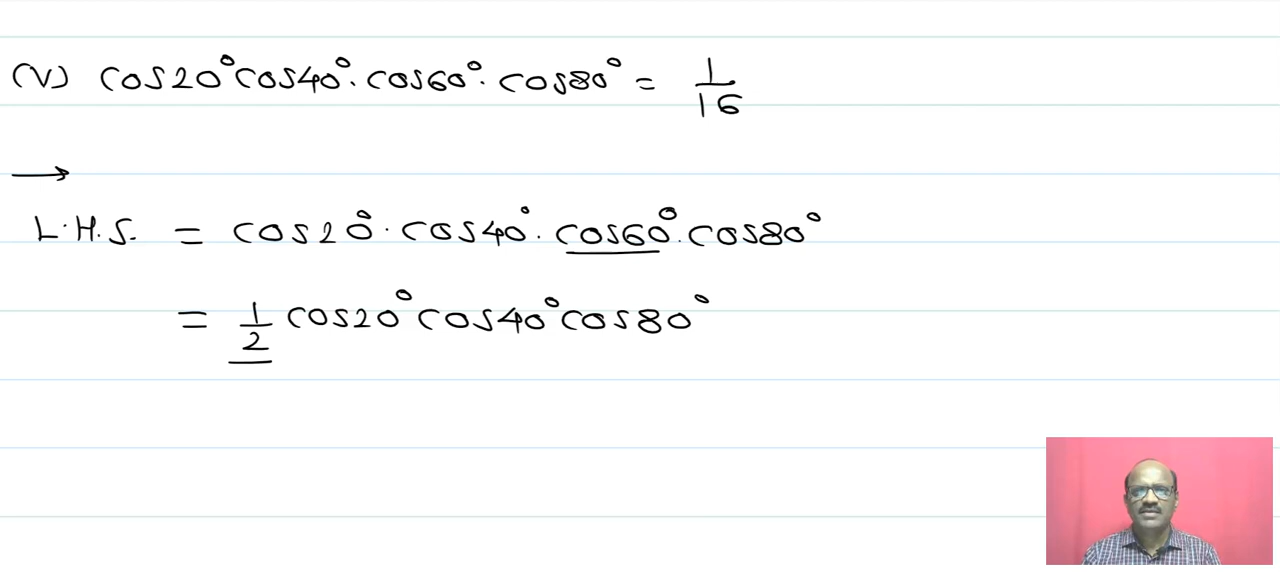 (V) cos20°cos40°. cos60°. cos80° = 1/16
→
L.H.S. = cos20°. cos40°. cos60°. cos80°
= 1/2 cos20°cos40°cos80°